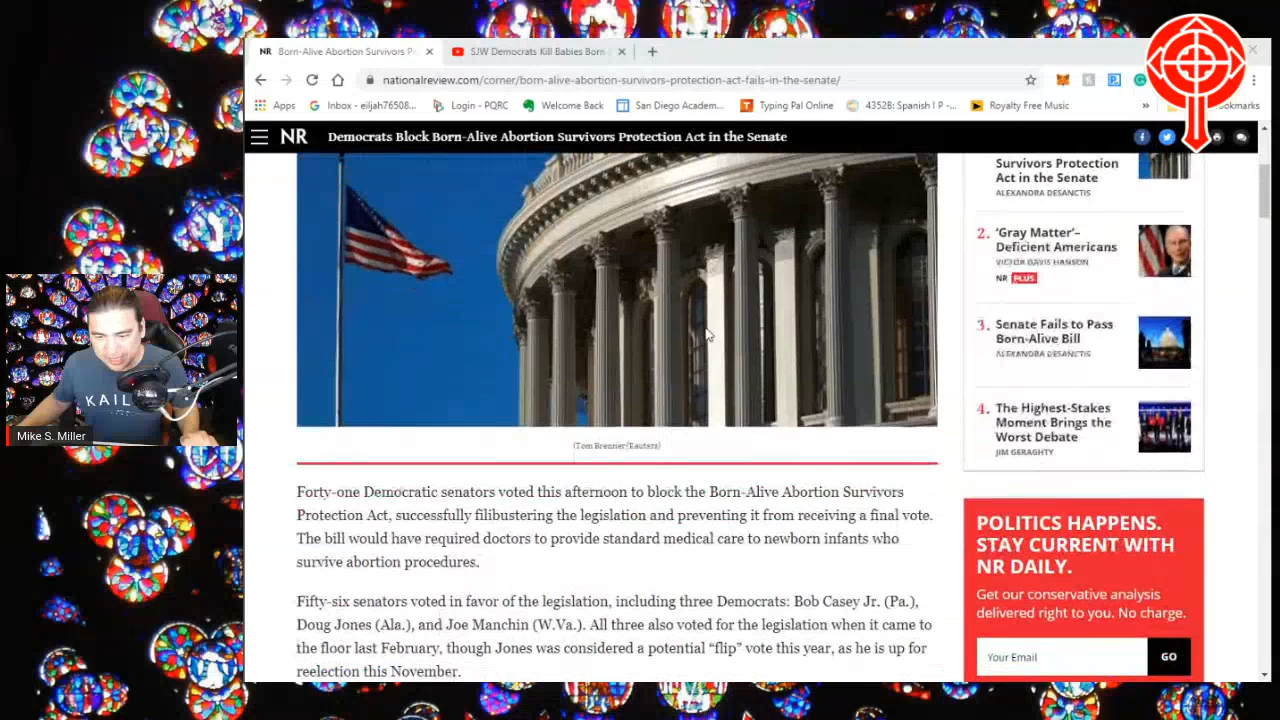 Born-Alive Abortion Survivors Pr
SJW Democrats Kill Babies Born
nationalreview.com/corner/born-alive-abortion-survivors-protection-act-fails-in-the-senate/
Apps
Inbox - eiljah76508...
Login - PQRC
Welcome Back
San Diego Academ...
Typing Pal Online
43528: Spanish I P -...
Royalty Free Music
»
okmarks
NR
Democrats Block Born-Alive Abortion Survivors Protection Act in the Senate
(Tom Brenner/Reuters)
Forty-one Democratic senators voted this afternoon to block the Born-Alive Abortion Survivors
Protection Act, successfully filibustering the legislation and preventing it from receiving a final vote.
The bill would have required doctors to provide standard medical care to newborn infants who
survive abortion procedures.
Fifty-six senators voted in favor of the legislation, including three Democrats: Bob Casey Jr. (Pa.),
Doug Jones (Ala.), and Joe Manchin (W.Va.). All three also voted for the legislation when it came to
the floor last February, though Jones was considered a potential “flip” vote this year, as he is up for
reelection this November.
Survivors Protection
Act in the Senate
ALEXANDRA DESANCTIS
2. ‘Gray Matter’–
Deficient Americans
VICTOR DAVIS HANSON
NR PLUS
3. Senate Fails to Pass
Born-Alive Bill
ALEXANDRA DESANCTIS
4. The Highest-Stakes
Moment Brings the
Worst Debate
JIM GERAGHTY
POLITICS HAPPENS.
STAY CURRENT WITH
NR DAILY.
Get our conservative analysis
delivered right to you. No charge.
Your Email
GO
KAIL
Mike S. Miller